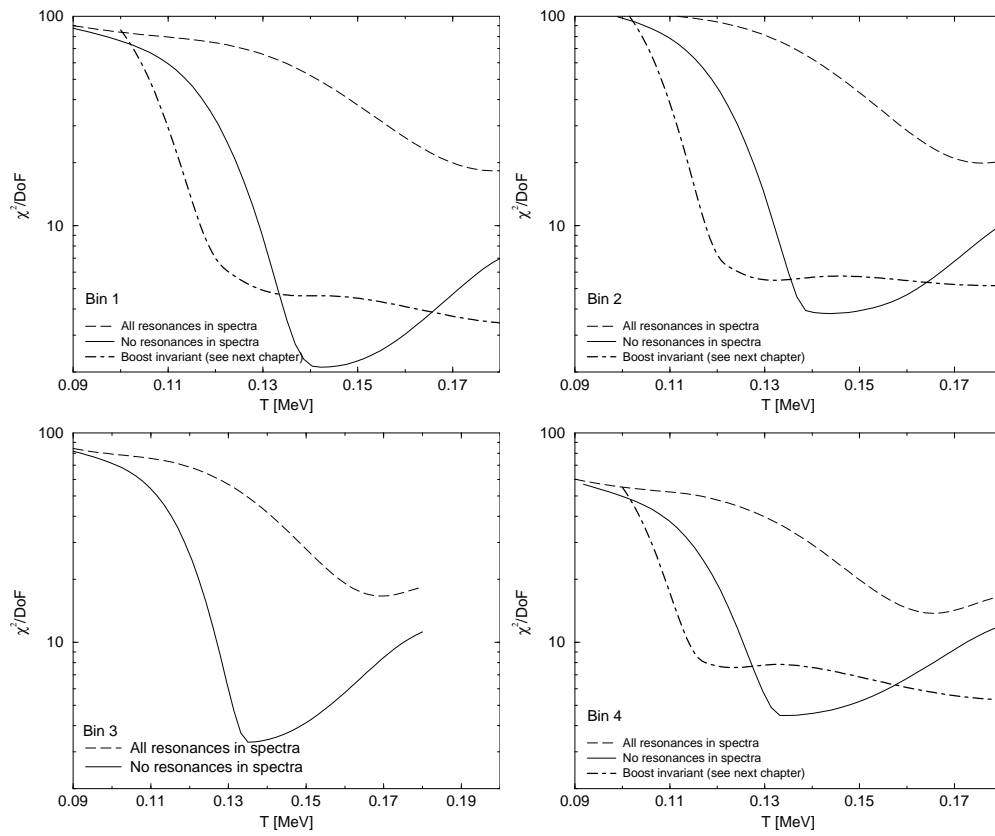 100
10
χ²/DoF
Bin 1
All resonances in spectra
No resonances in spectra
Boost invariant (see next chapter)
0.09 0.11 0.13 0.15 0.17
T [MeV]
100
10
χ²/DoF
Bin 2
All resonances in spectra
No resonances in spectra
Boost invariant (see next chapter)
0.09 0.11 0.13 0.15 0.17
T [MeV]
100
10
χ²/DoF
Bin 3
All resonances in spectra
No resonances in spectra
0.09 0.11 0.13 0.15 0.17 0.19
T [MeV]
100
10
χ²/DoF
Bin 4
All resonances in spectra
No resonances in spectra
Boost invariant (see next chapter)
0.09 0.11 0.13 0.15 0.17
T [MeV]